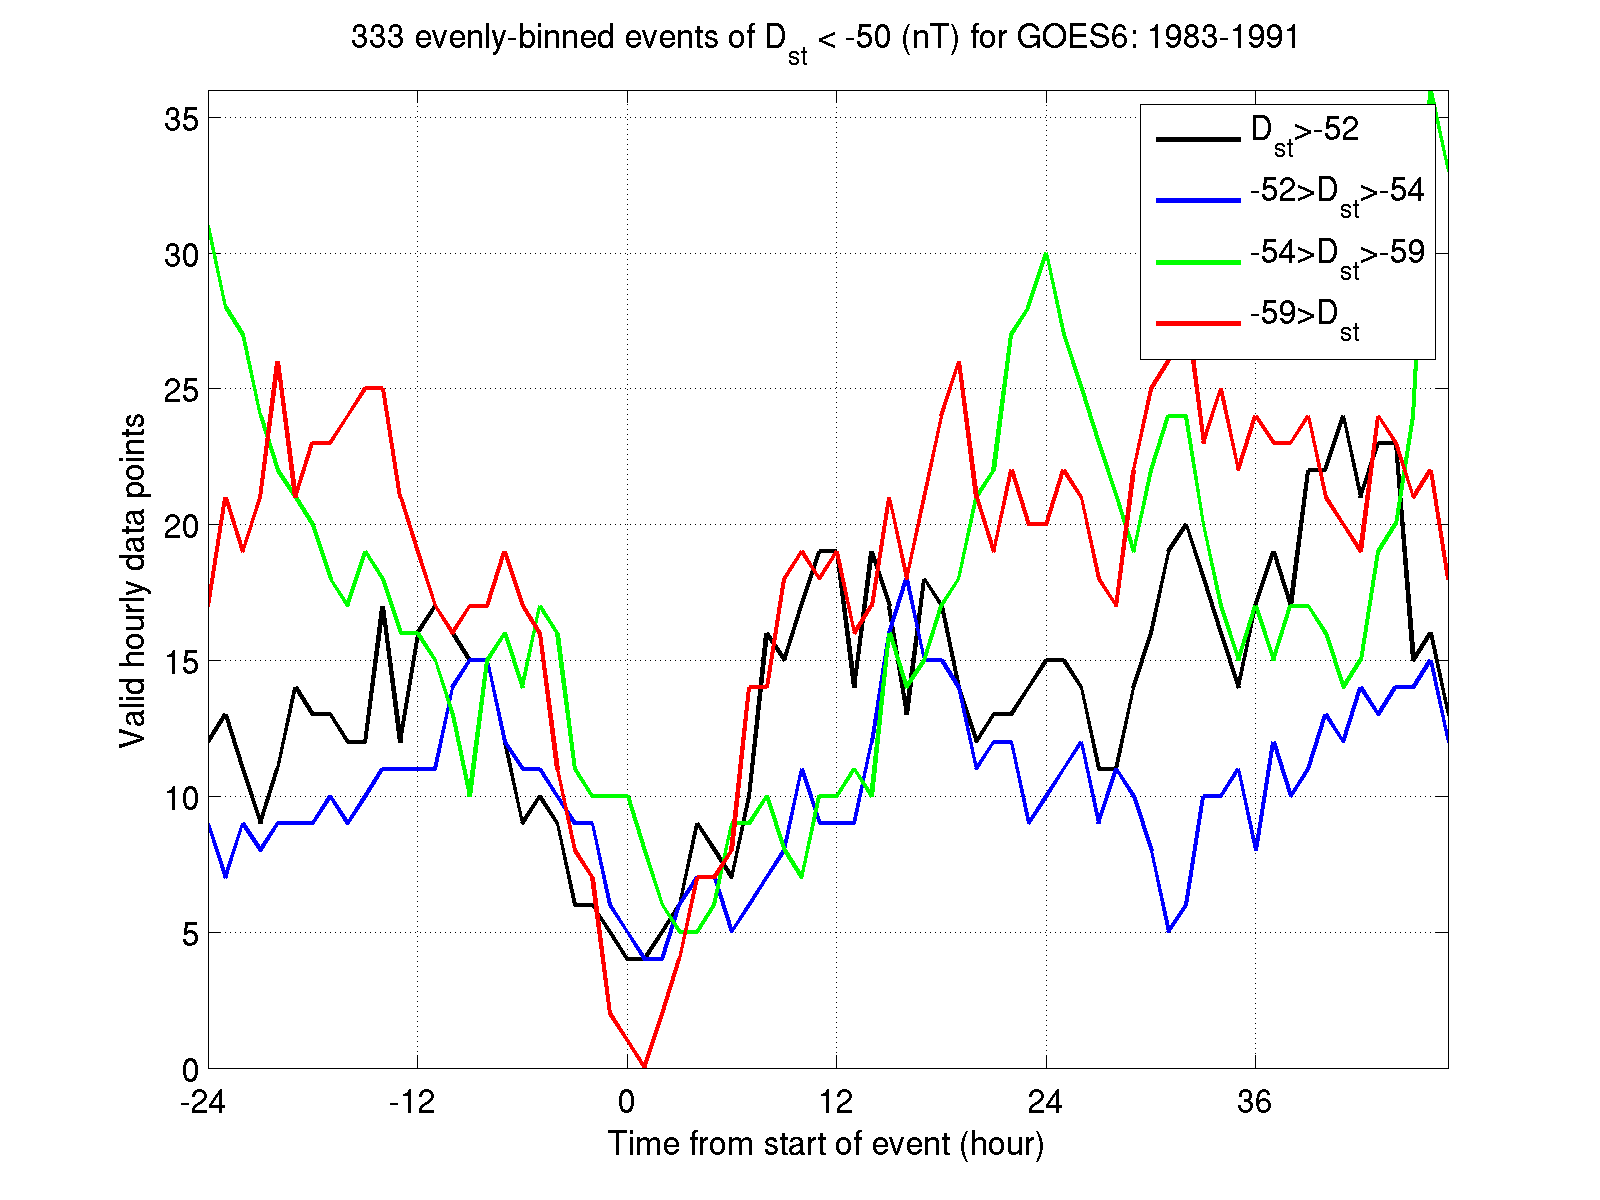 333 evenly-binned events of Dst < -50 (nT) for GOES6: 1983-1991
Dst>-52
-52>Dst>-54
-54>Dst>-59
-59>Dst
Valid hourly data points
35
30
25
20
15
10
5
0
-24 -12 0 12 24 36
Time from start of event (hour)